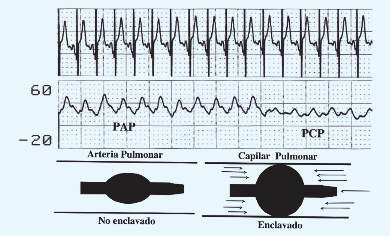 60
PAP
PCP
-20
Arteria Pulmonar
Capilar Pulmonar
No enclavado
Enclavado